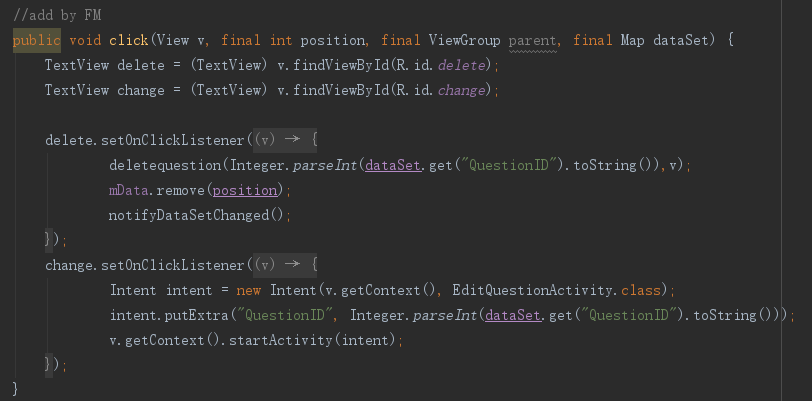 //add by FM
public void click(View v, final int position, final ViewGroup parent, final Map dataSet) {
TextView delete = (TextView) v.findViewById(R.id.delete);
TextView change = (TextView) v.findViewById(R.id.change);
delete.setOnClickListener((v) → {
deletequestion(Integer.parseInt(dataSet.get("QuestionID").toString()),v);
mData.remove(position);
notifyDataSetChanged();
});
change.setOnClickListener((v) → {
Intent intent = new Intent(v.getContext(), EditQuestionActivity.class);
intent.putExtra("QuestionID", Integer.parseInt(dataSet.get("QuestionID").toString()));
v.getContext().startActivity(intent);
});
}